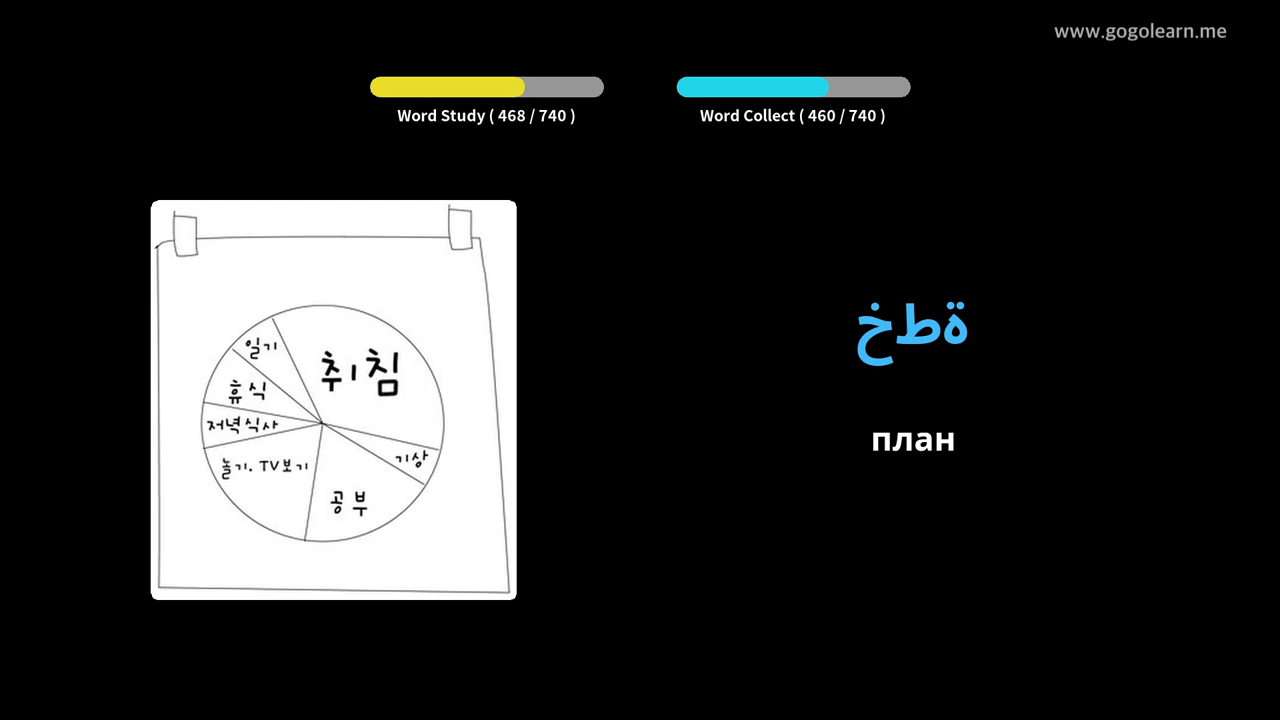 www.gogolearn.me
Word Study ( 468 / 740 )
Word Collect ( 460 / 740 )
일기
취침
휴식
저녁식사
놀기. TV보기
기상
공부
ةطخ
план